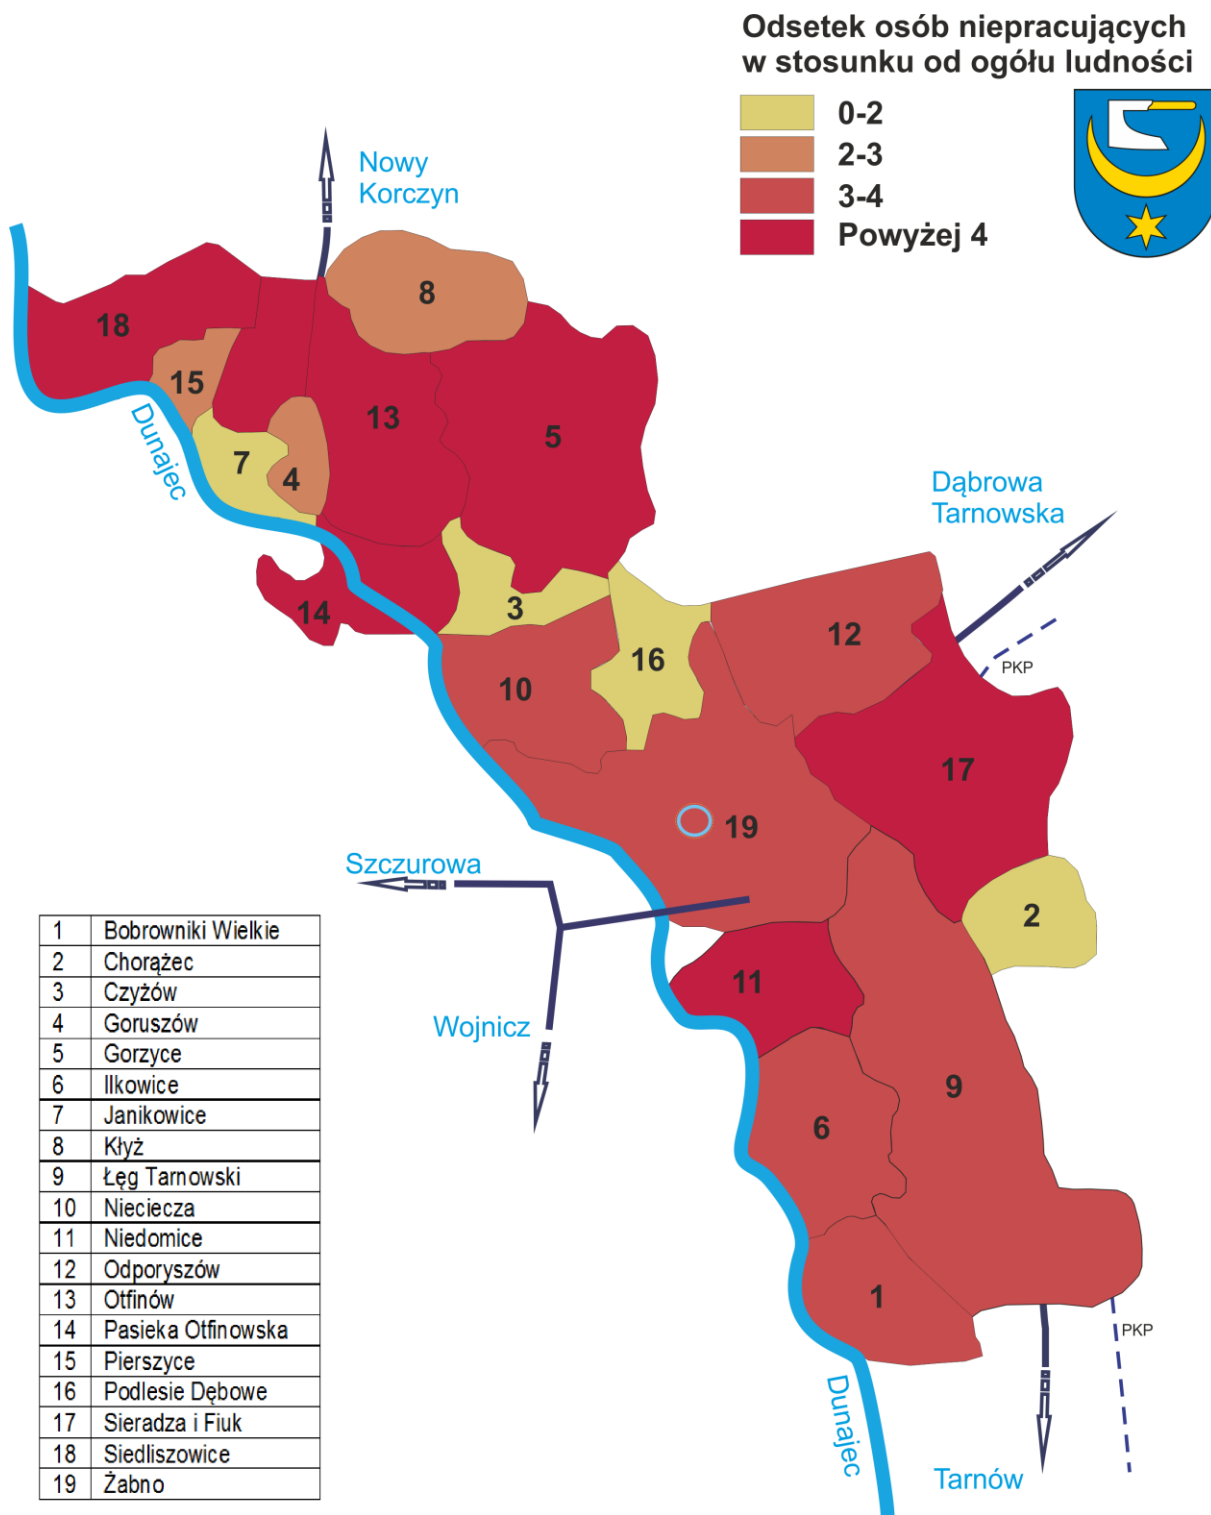 Odsetek osób niepracujących
w stosunku od ogółu ludności
0-2
2-3
3-4
Powyżej 4
Nowy
Korczyn
8
18
15
13
5
7
4
Dunajec
Dąbrowa
Tarnowska
3
14
12
16
10
PKP
17
19
Szczurowa
2
11
Wojnicz
9
6
1
PKP
Dunajec
Tarnów
1 Bobrowniki Wielkie
2 Chorążec
3 Czyżów
4 Goruszów
5 Gorzyce
6 Ilkowice
7 Janikowice
8 Kłyż
9 Łęg Tarnowski
10 Nieciecza
11 Niedomice
12 Odporyszów
13 Otfinów
14 Pasieka Otfinowska
15 Pierszyce
16 Podlesie Dębowe
17 Sieradza i Fiuk
18 Siedliszowice
19 Żabno